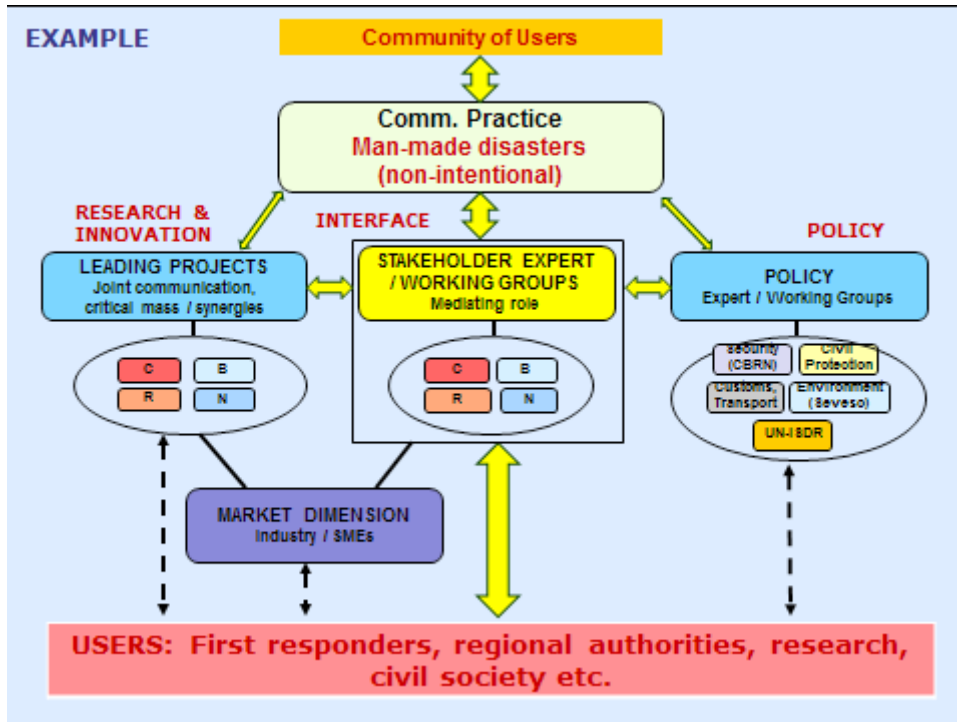 EXAMPLE
Community of Users
Comm. Practice
Man-made disasters
(non-intentional)
RESEARCH &
INNOVATION
INTERFACE
POLICY
LEADING PROJECTS
Joint communication,
critical mass / synergies
STAKEHOLDER EXPERT
/ WORKING GROUPS
Mediating role
POLICY
Expert / Working Groups
C
B
R
N
C
B
R
N
Security
(CBRN)
Civil
Protection
Customs,
Transport
Environment
(Seveso)
UN-ISDR
MARKET DIMENSION
Industry / SMEs
USERS: First responders, regional authorities, research,
civil society etc.